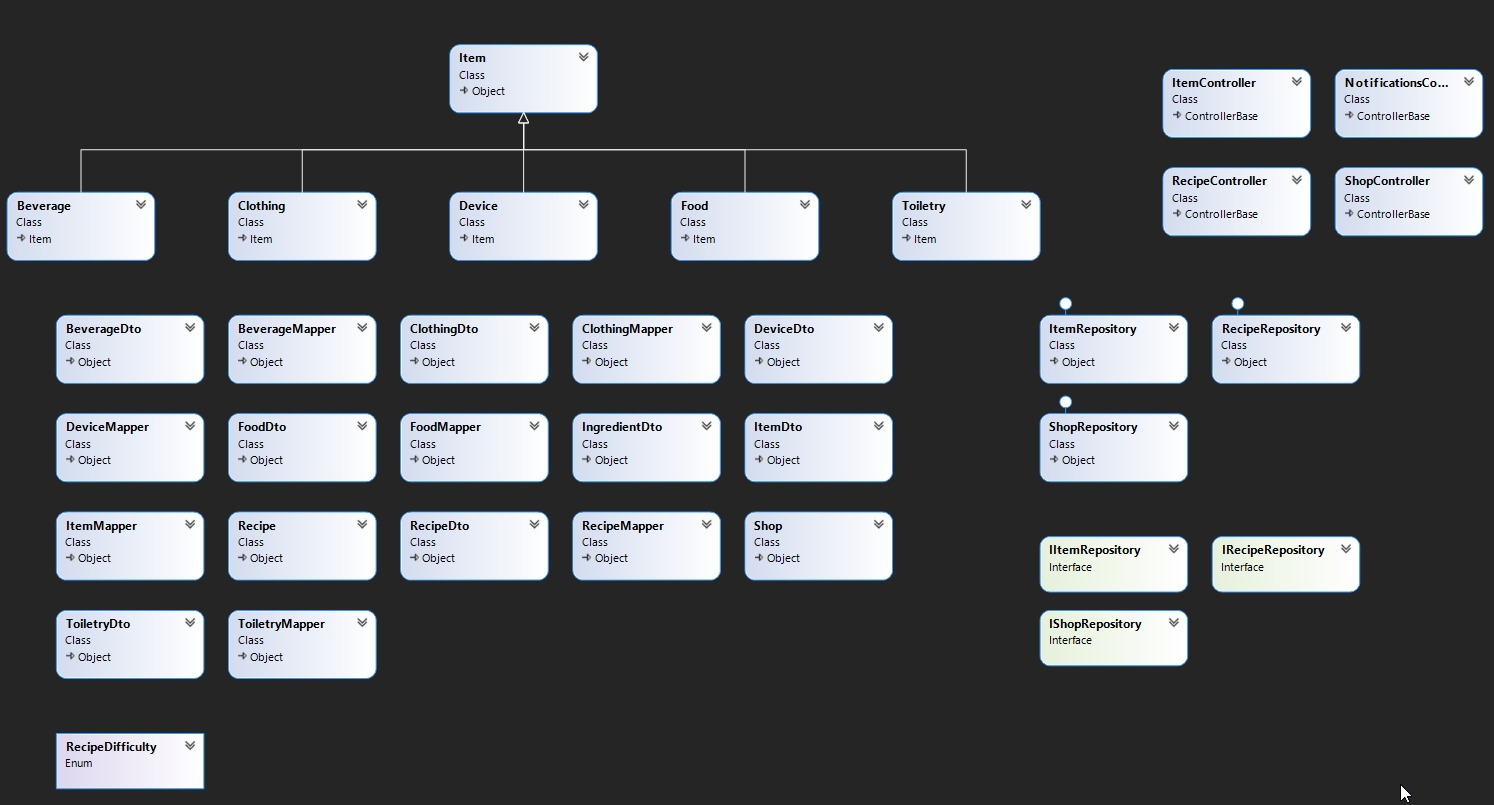 Item
Class
Object
ItemController
Class
ControllerBase
NotificationsCo...
Class
ControllerBase
RecipeController
Class
ControllerBase
ShopController
Class
ControllerBase
Beverage
Class
Item
Clothing
Class
Item
Device
Class
Item
Food
Class
Item
Toiletry
Class
Item
BeverageDto
Class
Object
BeverageMapper
Class
Object
ClothingDto
Class
Object
ClothingMapper
Class
Object
DeviceDto
Class
Object
ItemRepository
Class
Object
RecipeRepository
Class
Object
DeviceMapper
Class
Object
FoodDto
Class
Object
FoodMapper
Class
Object
IngredientDto
Class
Object
ItemDto
Class
Object
ShopRepository
Class
Object
ItemMapper
Class
Object
Recipe
Class
Object
RecipeDto
Class
Object
RecipeMapper
Class
Object
Shop
Class
Object
IItemRepository
Interface
IRecipeRepository
Interface
ToiletryDto
Class
Object
ToiletryMapper
Class
Object
IShopRepository
Interface
RecipeDifficulty
Enum